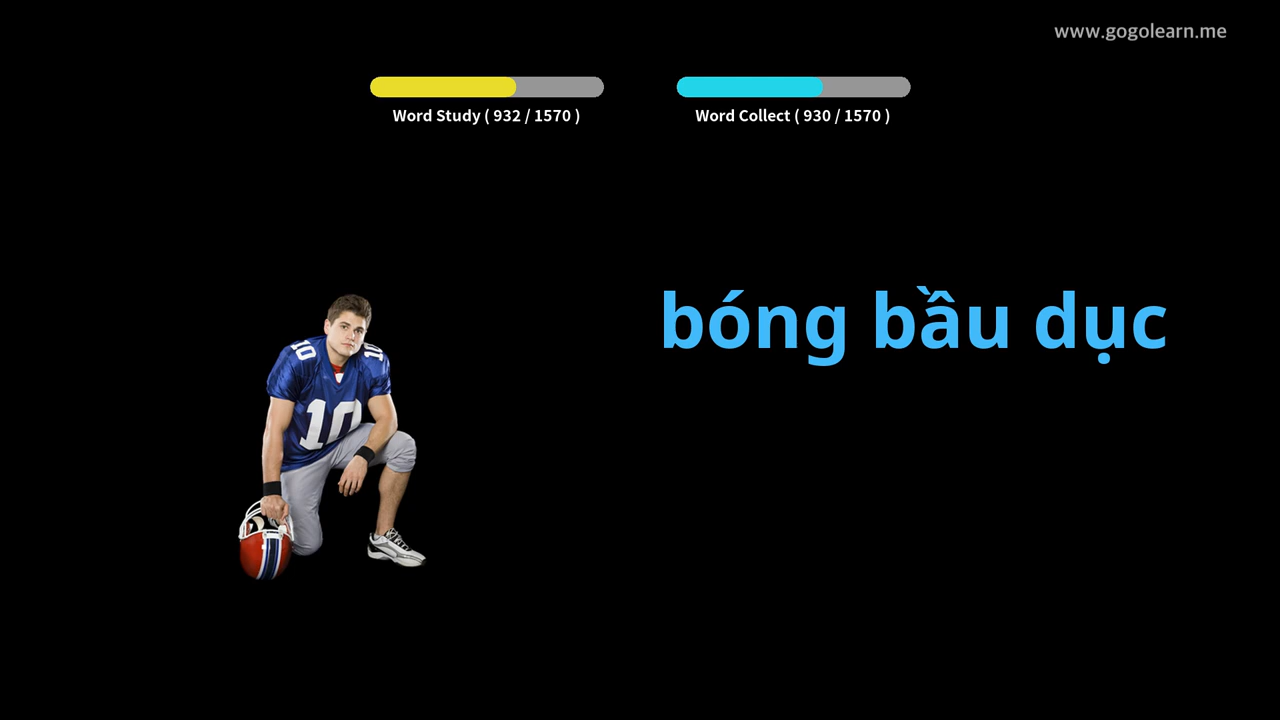 www.gogolearn.me
Word Study ( 932 / 1570 )
Word Collect ( 930 / 1570 )
bóng bầu dục
10
10
10